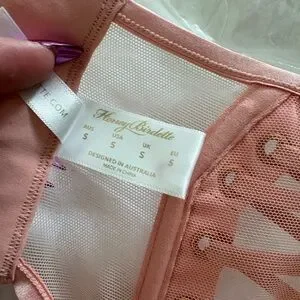 TE.COM
Honey Birdette
AUS USA UK EU
S S S S
DESIGNED IN AUSTRALIA
MADE IN CHINA